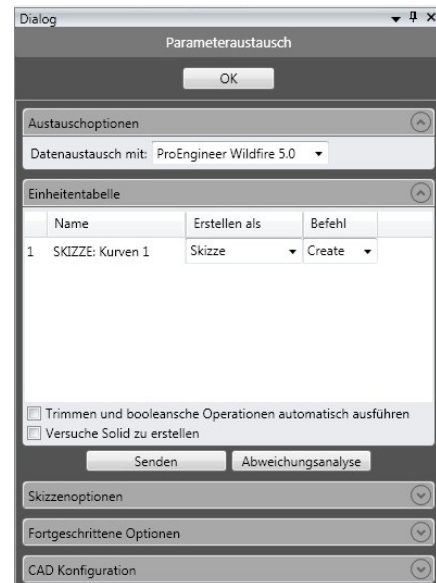 Dialog
Parameteraustausch
OK
Austauschoptionen
Datenaustausch mit: ProEngineer Wildfire 5.0
Einheitentabelle
Name Erstellen als Befehl
1 SKIZZE: Kurven 1 Skizze Create
Trimmen und booleansche Operationen automatisch ausführen
Versuche Solid zu erstellen
Senden Abweichungsanalyse
Skizzenoptionen
Fortgeschrittene Optionen
CAD Konfiguration